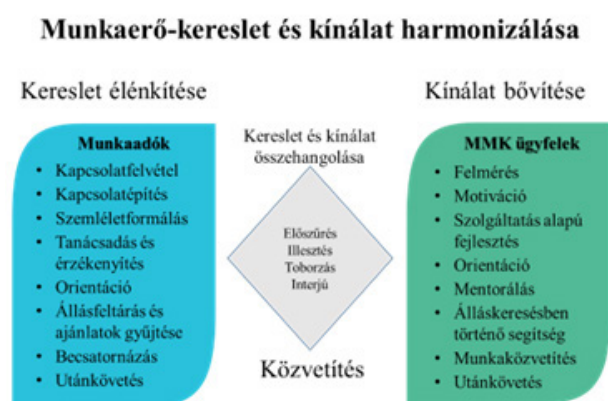 Munkaerő-kereslet és kínálat harmonizálása
Kereslet élénkítése
Munkaadók
• Kapcsolatfelvétel
• Kapcsolatépítés
• Szemléletformálás
• Tanácsadás és
érzékenyítés
• Orientáció
• Állásfeltárás és
ajánlatok gyűjtése
• Becsatornázás
• Utánkövetés
Kereslet és kínálat
összehangolása
Előszűrés
Illesztés
Toborzás
Interjú
Közvetítés
Kínálat bővítése
MMK ügyfelek
• Felmérés
• Motiváció
• Szolgáltatás alapú
fejlesztés
• Orientáció
• Mentorálás
• Álláskeresésben
történő segítség
• Munkaközvetítés
• Utánkövetés